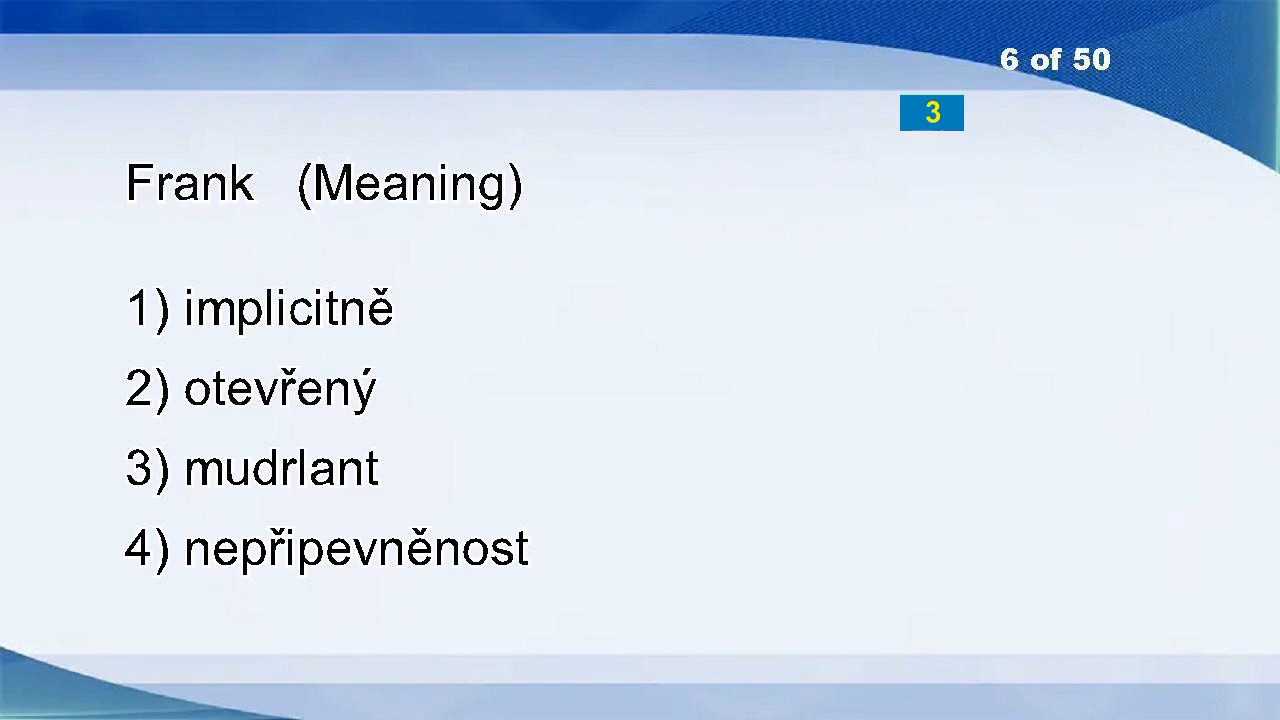 6 of 50
3
Frank (Meaning)
1) implicitně
2) otevřený
3) mudrlant
4) nepřipevněnost